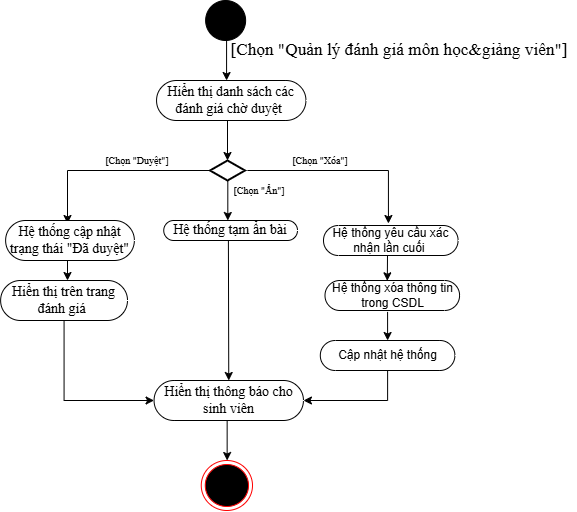 [Chọn "Quản lý đánh giá môn học&giảng viên"]
Hiển thị danh sách các
đánh giá chờ duyệt
[Chọn "Duyệt"]
[Chọn "Xóa"]
[Chọn "Ẩn"]
Hệ thống cập nhật
trạng thái "Đã duyệt"
Hệ thống tạm ẩn bài
Hệ thống yêu cầu xác
nhận lần cuối
Hiển thị trên trang
đánh giá
Hệ thống xóa thông tin
trong CSDL
Cập nhật hệ thống
Hiển thị thông báo cho
sinh viên